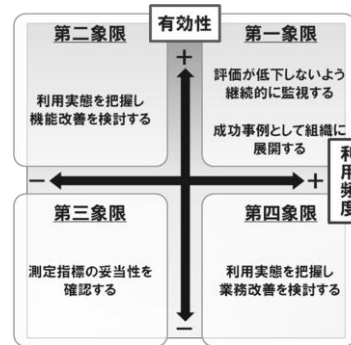 有効性
第二象限
利用実態を把握し
機能改善を検討する
第一象限
評価が低下しないよう
継続的に監視する
成功事例として組織に
展開する
+
−
+
利用頻度
第三象限
測定指標の妥当性を
確認する
第四象限
利用実態を把握し
業務改善を検討する
−